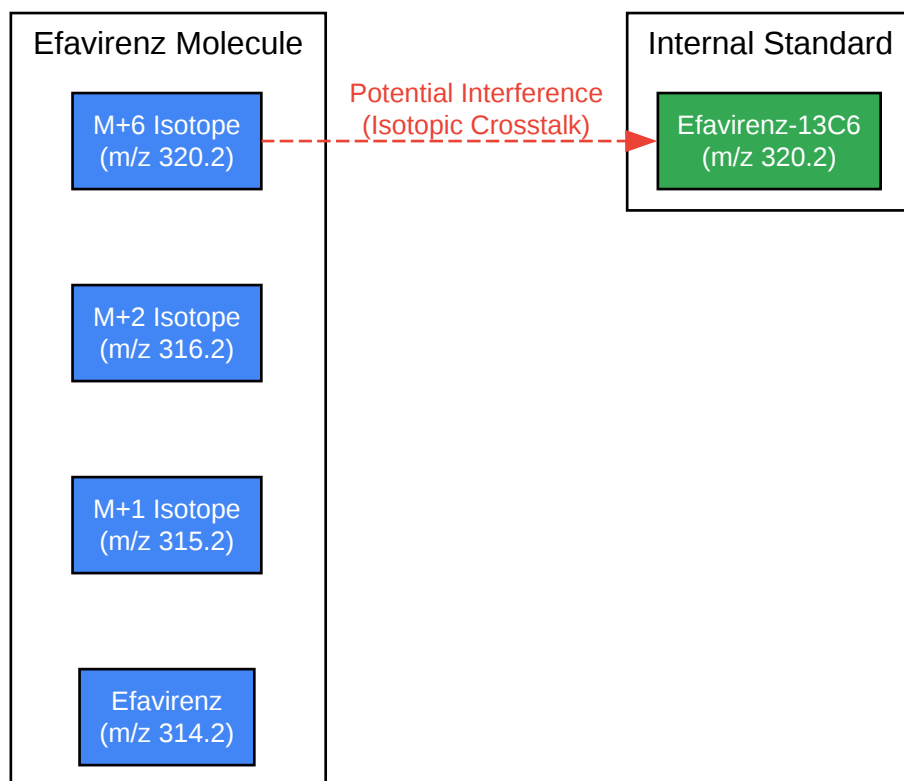 Efavirenz Molecule
M+6 Isotope
(m/z 320.2)
M+2 Isotope
(m/z 316.2)
M+1 Isotope
(m/z 315.2)
Efavirenz
(m/z 314.2)
Potential Interference
(Isotopic Crosstalk)
Internal Standard
Efavirenz-13C6
(m/z 320.2)